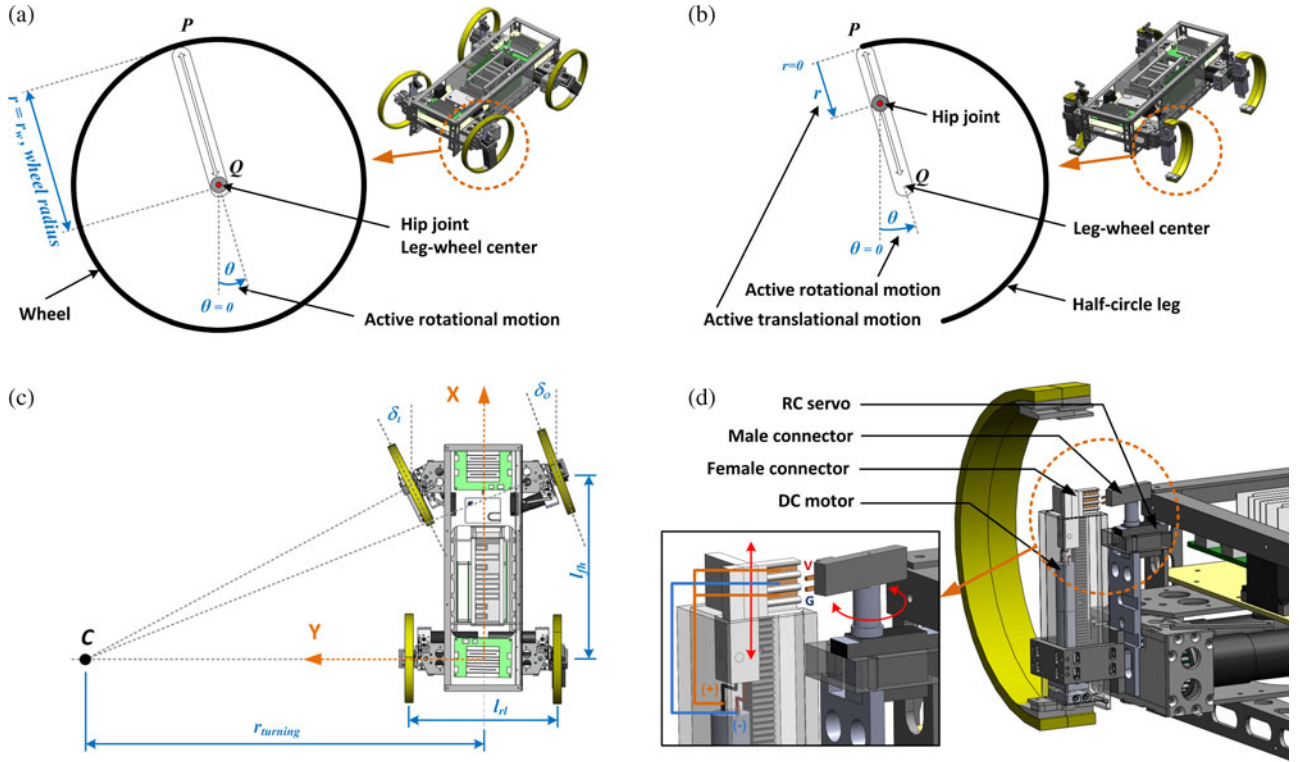 (a)
P
r = r_w, wheel radius
Q
Hip joint
Leg-wheel center
θ
θ = 0
Wheel
Active rotational motion
(b)
P
r=0
r
Hip joint
Q
θ
θ = 0
Leg-wheel center
Active rotational motion
Active translational motion
Half-circle leg
(c)
X
δ_i
δ_o
l_fh
Y
C
l_rl
r_turning
(d)
RC servo
Male connector
Female connector
DC motor
V
G
(+)
(-)